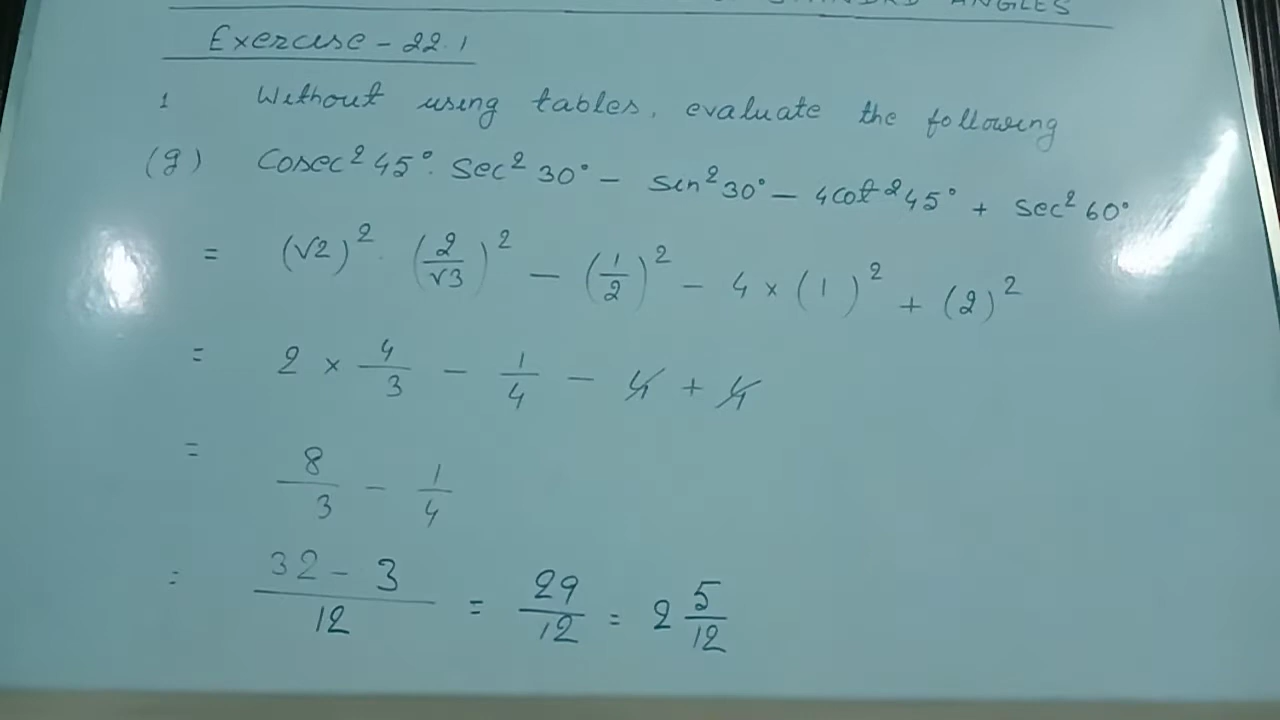 ANGLES
Exercise - 22.1
1 Without using tables, evaluate the following
(g) Cosec² 45° . Sec² 30° - sin² 30° - 4 cot² 45° + sec² 60°
= (√2)² . (2/√3)² - (1/2)² - 4 × (1)² + (2)²
= 2 × 4/3 - 1/4 - 4 + 4
= 8/3 - 1/4
= 32 - 3/12 = 29/12 = 2 5/12